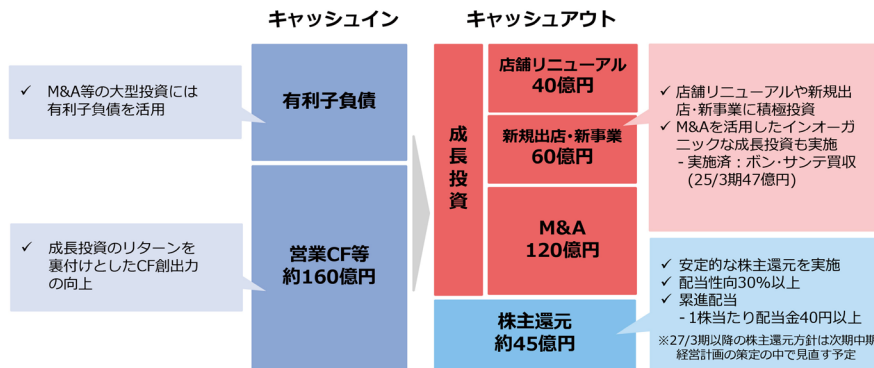 キャッシュイン
キャッシュアウト
✓ M&A等の大型投資には
有利子負債を活用
✓ 成長投資のリターンを
裏付けとしたCF創出力
の向上
有利子負債
営業CF等
約160億円
成長投資
店舗リニューアル
40億円
新規出店・新事業
60億円
M&A
120億円
株主還元
約45億円
✓ 店舗リニューアルや新規出
店・新事業に積極投資
✓ M&Aを活用したインオーガ
ニックな成長投資も実施
- 実施済：ボン・サンテ買収
(25/3期47億円)
✓ 安定的な株主還元を実施
✓ 配当性向30%以上
✓ 累進配当
- 1株当たり配当金40円以上
※27/3期以降の株主還元方針は次期中期
経営計画の策定の中で見直す予定